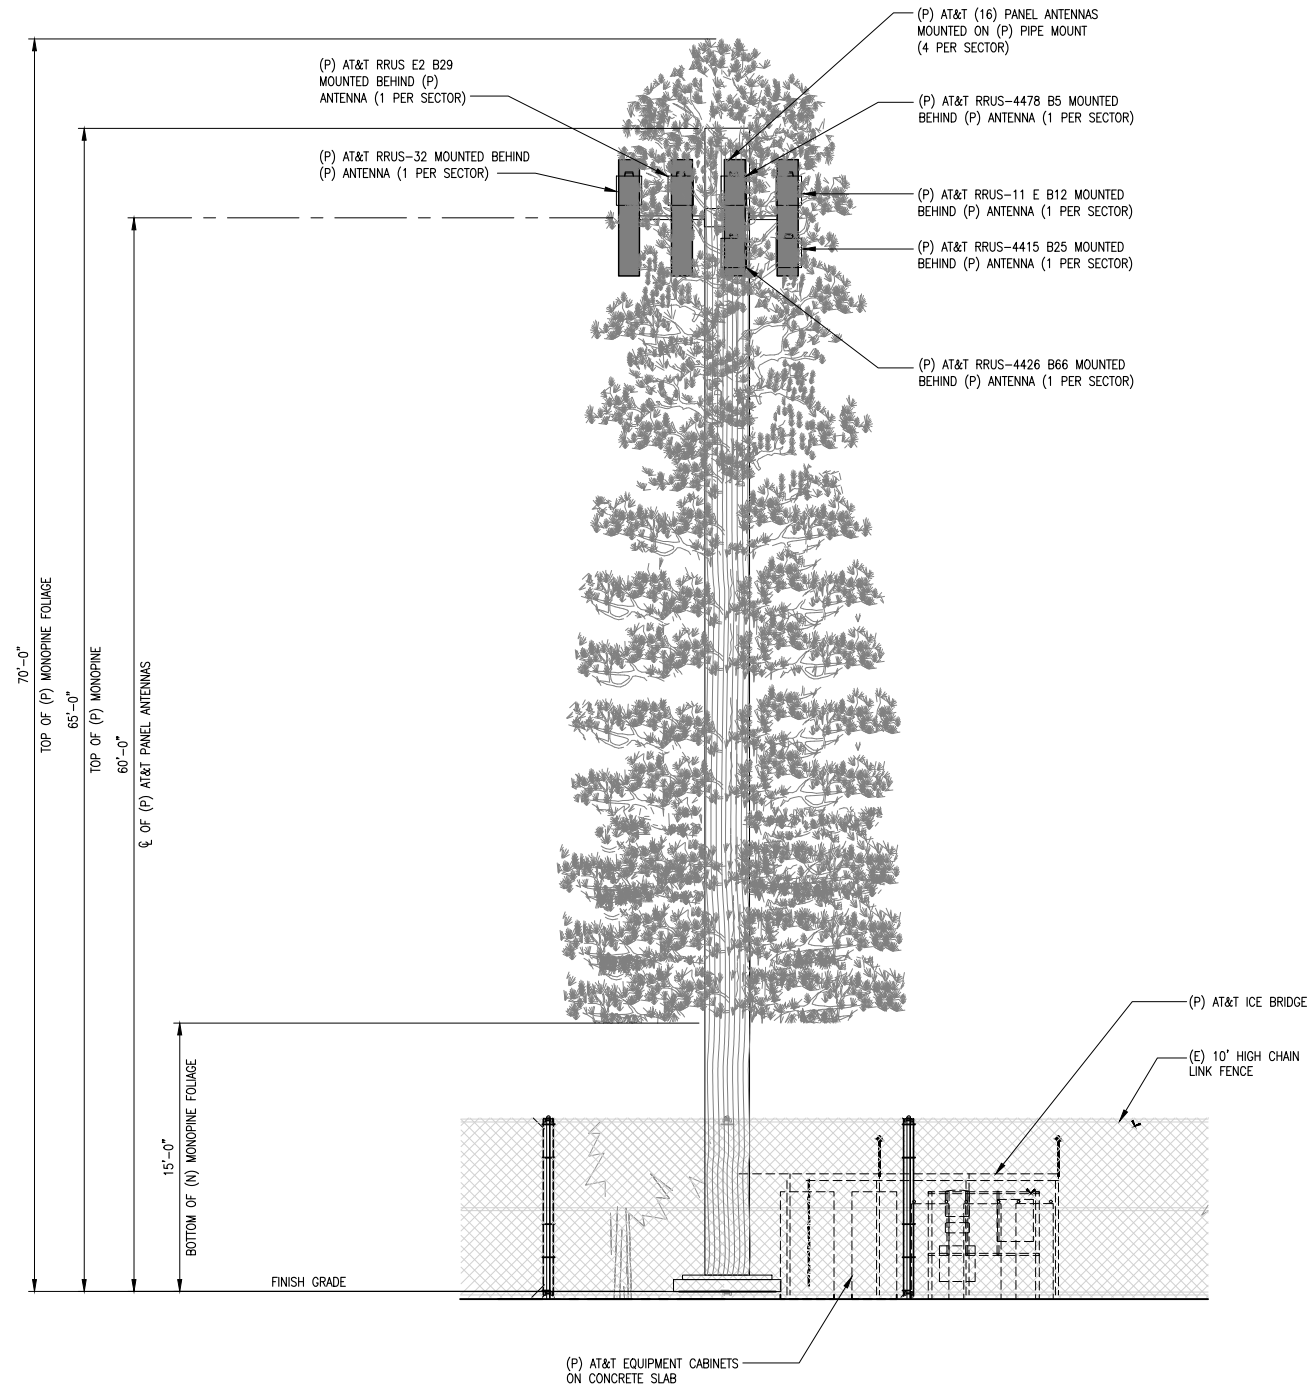 (P) AT&T (16) PANEL ANTENNAS
MOUNTED ON (P) PIPE MOUNT
(4 PER SECTOR)
(P) AT&T RRUS E2 B29
MOUNTED BEHIND (P)
ANTENNA (1 PER SECTOR)
(P) AT&T RRUS-4478 B5 MOUNTED
BEHIND (P) ANTENNA (1 PER SECTOR)
(P) AT&T RRUS-32 MOUNTED BEHIND
(P) ANTENNA (1 PER SECTOR)
(P) AT&T RRUS-11 E B12 MOUNTED
BEHIND (P) ANTENNA (1 PER SECTOR)
(P) AT&T RRUS-4415 B25 MOUNTED
BEHIND (P) ANTENNA (1 PER SECTOR)
(P) AT&T RRUS-4426 B66 MOUNTED
BEHIND (P) ANTENNA (1 PER SECTOR)
70'-0"
TOP OF (P) MONOPINE FOLIAGE
65'-0"
TOP OF (P) MONOPINE
60'-0"
℄ OF (P) AT&T PANEL ANTENNAS
15'-0"
BOTTOM OF (N) MONOPINE FOLIAGE
(P) AT&T ICE BRIDGE
(E) 10' HIGH CHAIN
LINK FENCE
FINISH GRADE
(P) AT&T EQUIPMENT CABINETS
ON CONCRETE SLAB